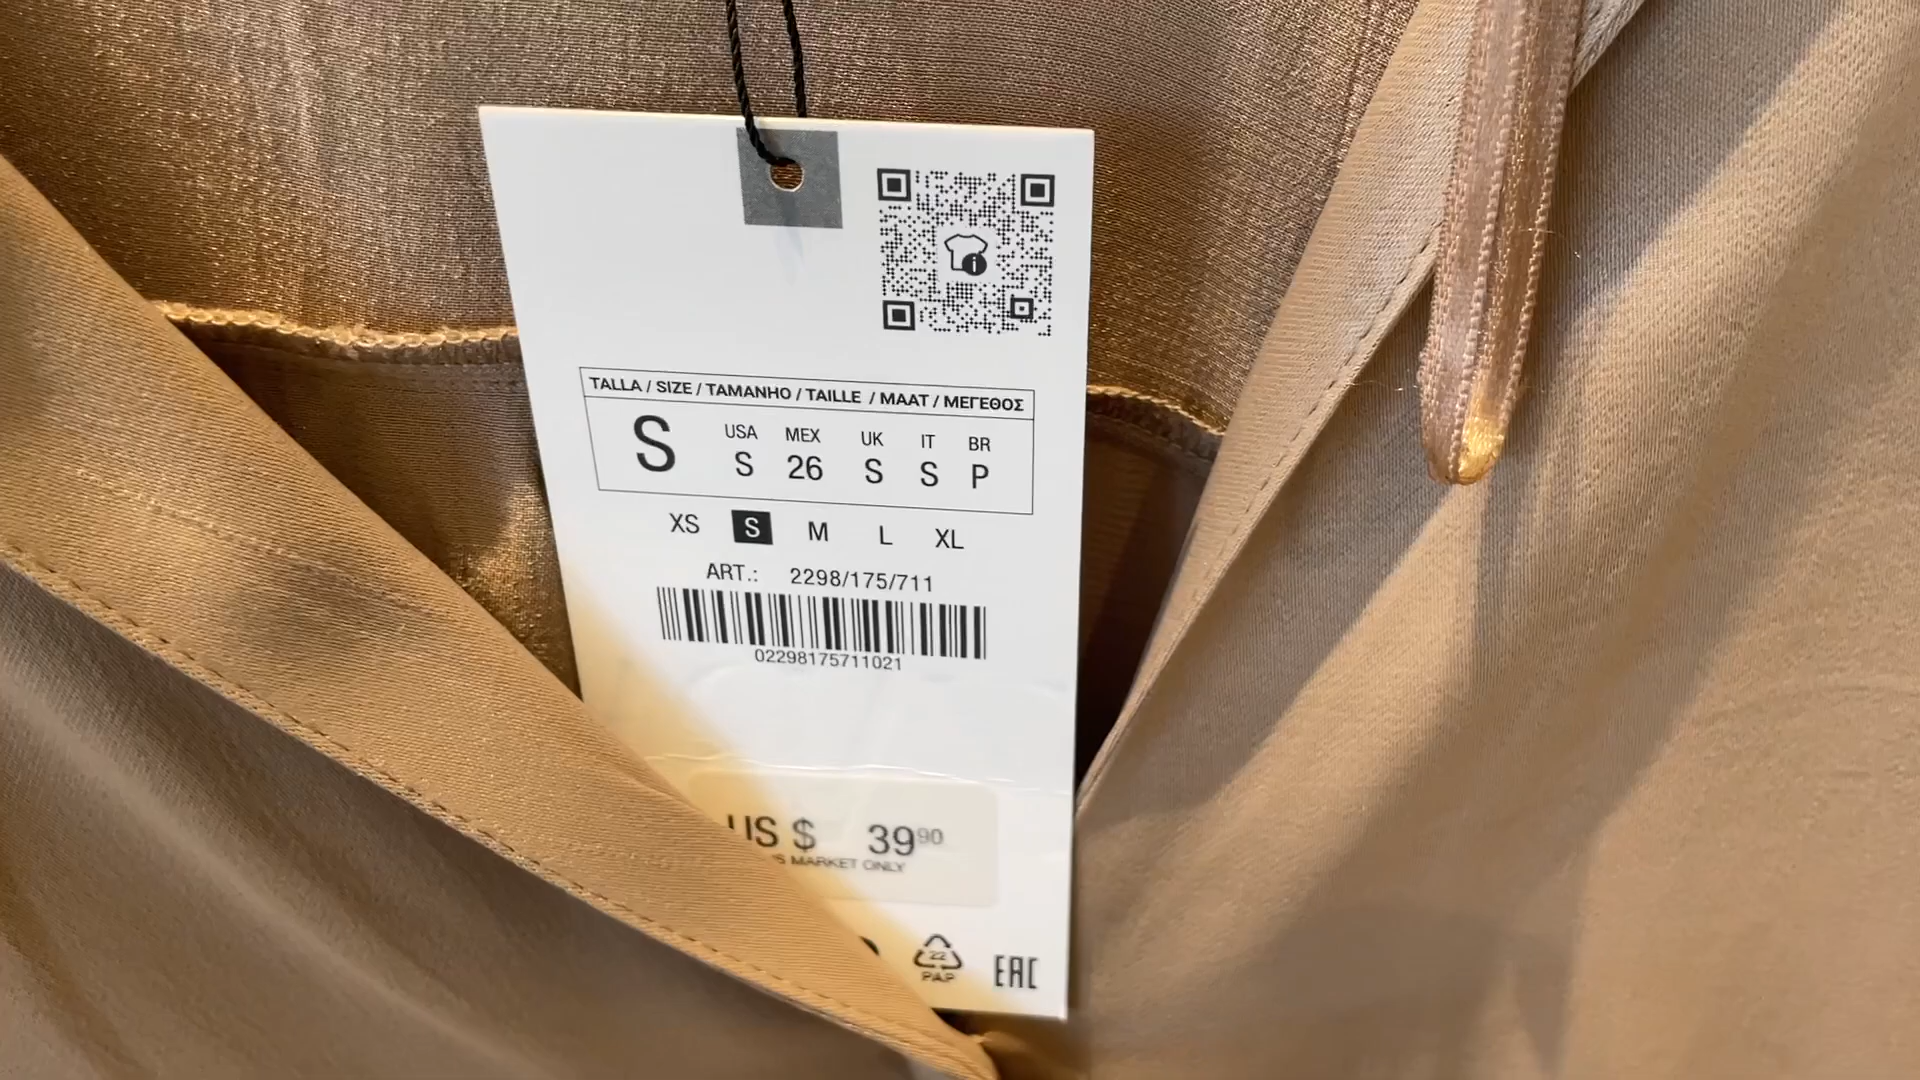 TALLA / SIZE / TAMANHO / TAILLE / MAAT / ΜΕΓΕΘΟΣ
S
USA MEX UK IT BR
S 26 S S P
XS S M L XL
ART.: 2298/175/711
02298175711021
US $ 39⁹⁰
MARKET ONLY
22
PAP
EAC